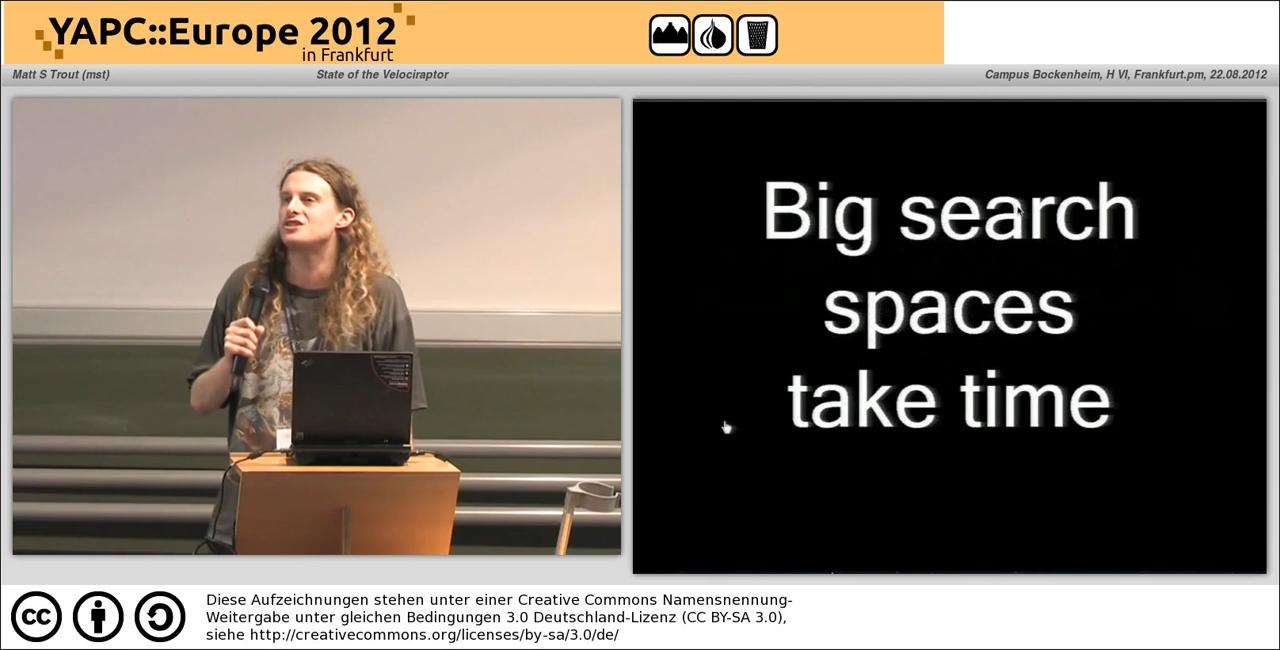 YAPC::Europe 2012
in Frankfurt
Matt S Trout (mst) State of the Velociraptor Campus Bockenheim, H VI, Frankfurt.pm, 22.08.2012
Big search
spaces
take time
cc
Diese Aufzeichnungen stehen unter einer Creative Commons Namensnennung-
Weitergabe unter gleichen Bedingungen 3.0 Deutschland-Lizenz (CC BY-SA 3.0),
siehe http://creativecommons.org/licenses/by-sa/3.0/de/